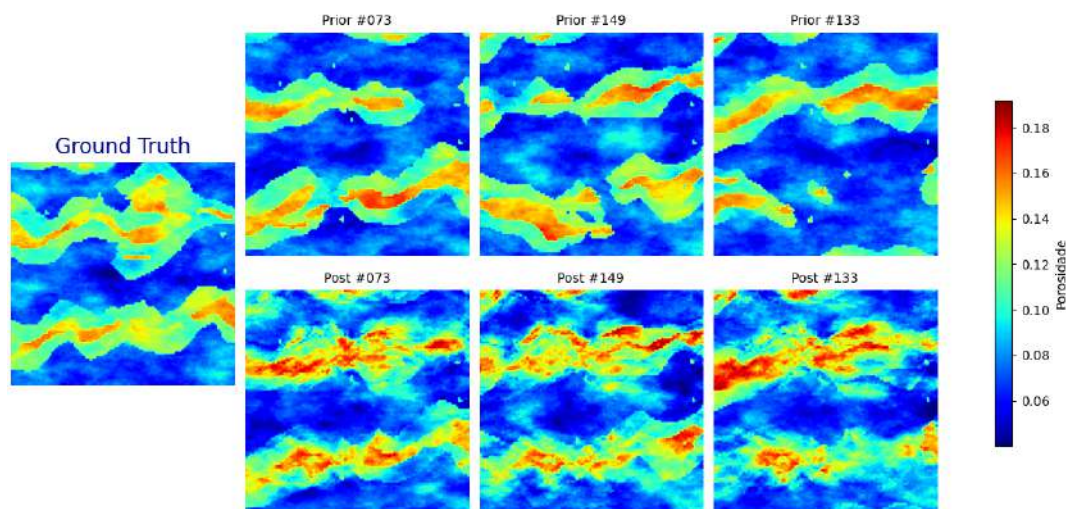 Prior #073
Prior #149
Prior #133
Ground Truth
Post #073
Post #149
Post #133
0.18
0.16
0.14
0.12
0.10
0.08
0.06
Porosidade